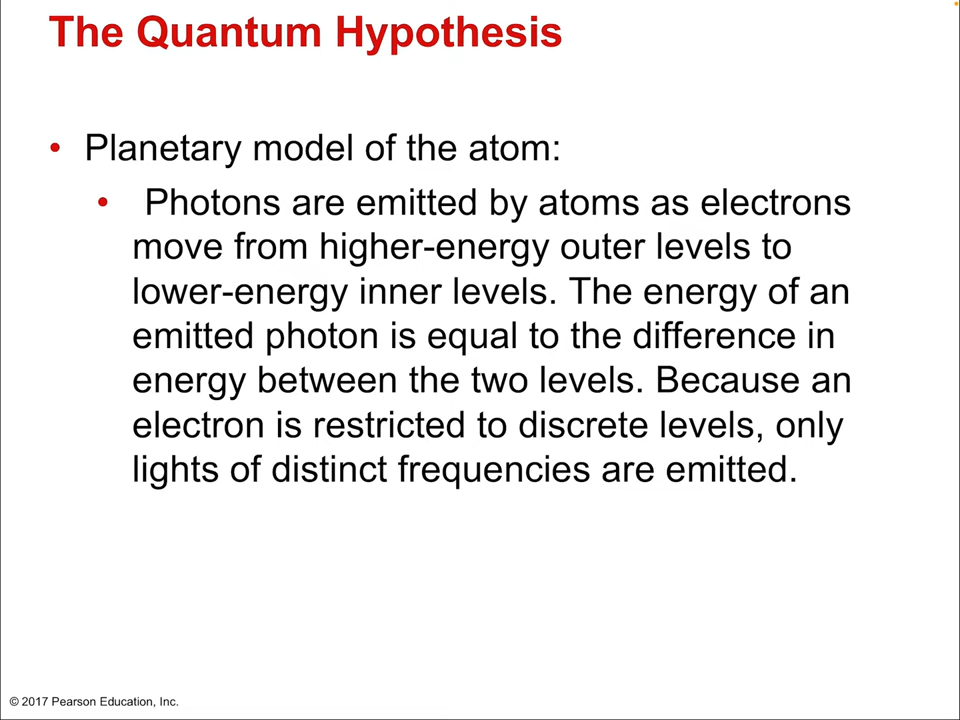 The Quantum Hypothesis
• Planetary model of the atom:
• Photons are emitted by atoms as electrons
move from higher-energy outer levels to
lower-energy inner levels. The energy of an
emitted photon is equal to the difference in
energy between the two levels. Because an
electron is restricted to discrete levels, only
lights of distinct frequencies are emitted.
© 2017 Pearson Education, Inc.